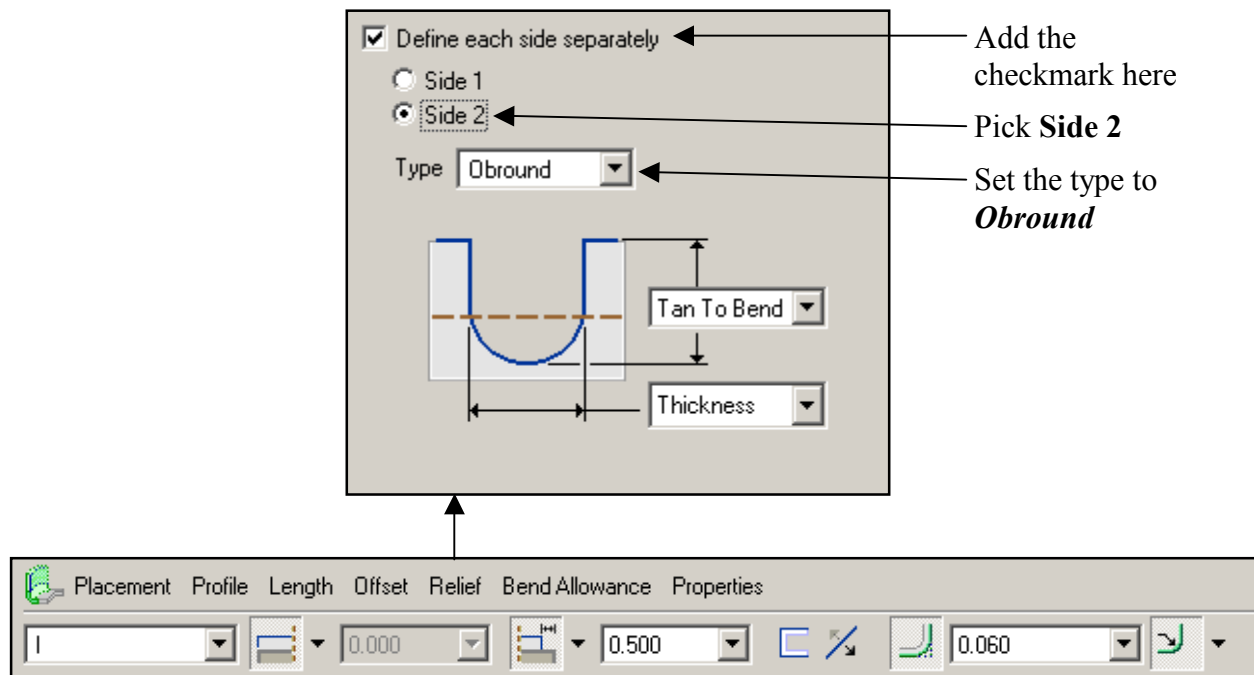 Define each side separately
Add the
checkmark here
Side 1
Side 2
Pick Side 2
Type Obround
Set the type to
Obround
Tan To Bend
Thickness
Placement Profile Length Offset Relief Bend Allowance Properties
I 0.000 0.500 0.060